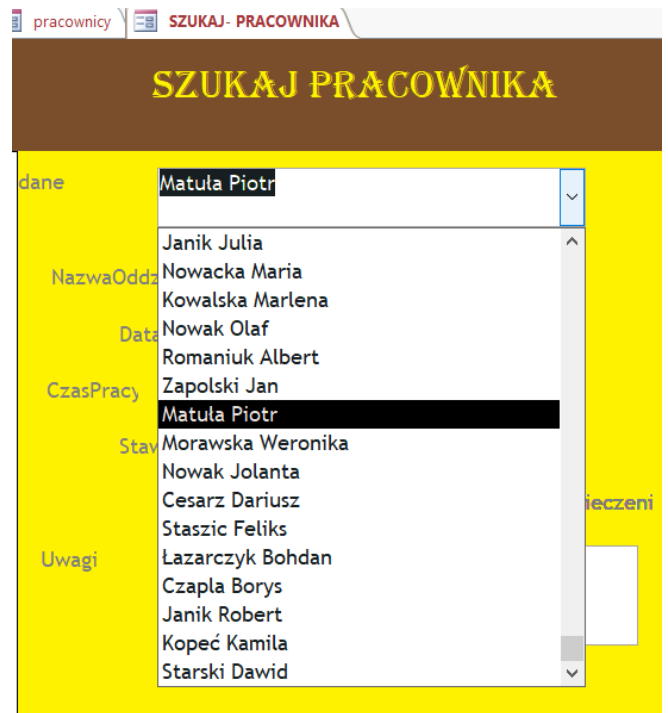 pracownicy SZUKAJ- PRACOWNIKA
SZUKAJ PRACOWNIKA
dane Matuła Piotr
Janik Julia
NazwaOddz Nowacka Maria
Kowalska Marlena
Data Nowak Olaf
Romaniuk Albert
CzasPracy Zapolski Jan
Matuła Piotr
Staw Morawska Weronika
Nowak Jolanta
Cesarz Dariusz
ieczeni
Staszic Feliks
Uwagi Łazarczyk Bohdan
Czapla Borys
Janik Robert
Kopeć Kamila
Starski Dawid